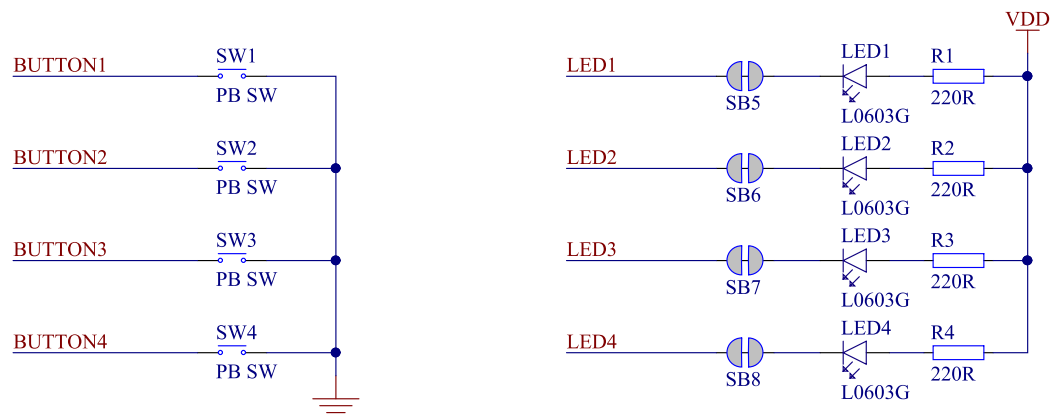 VDD
BUTTON1
SW1
PB SW
LED1
SB5
LED1
L0603G
R1
220R
BUTTON2
SW2
PB SW
LED2
SB6
LED2
L0603G
R2
220R
BUTTON3
SW3
PB SW
LED3
SB7
LED3
L0603G
R3
220R
BUTTON4
SW4
PB SW
LED4
SB8
LED4
L0603G
R4
220R